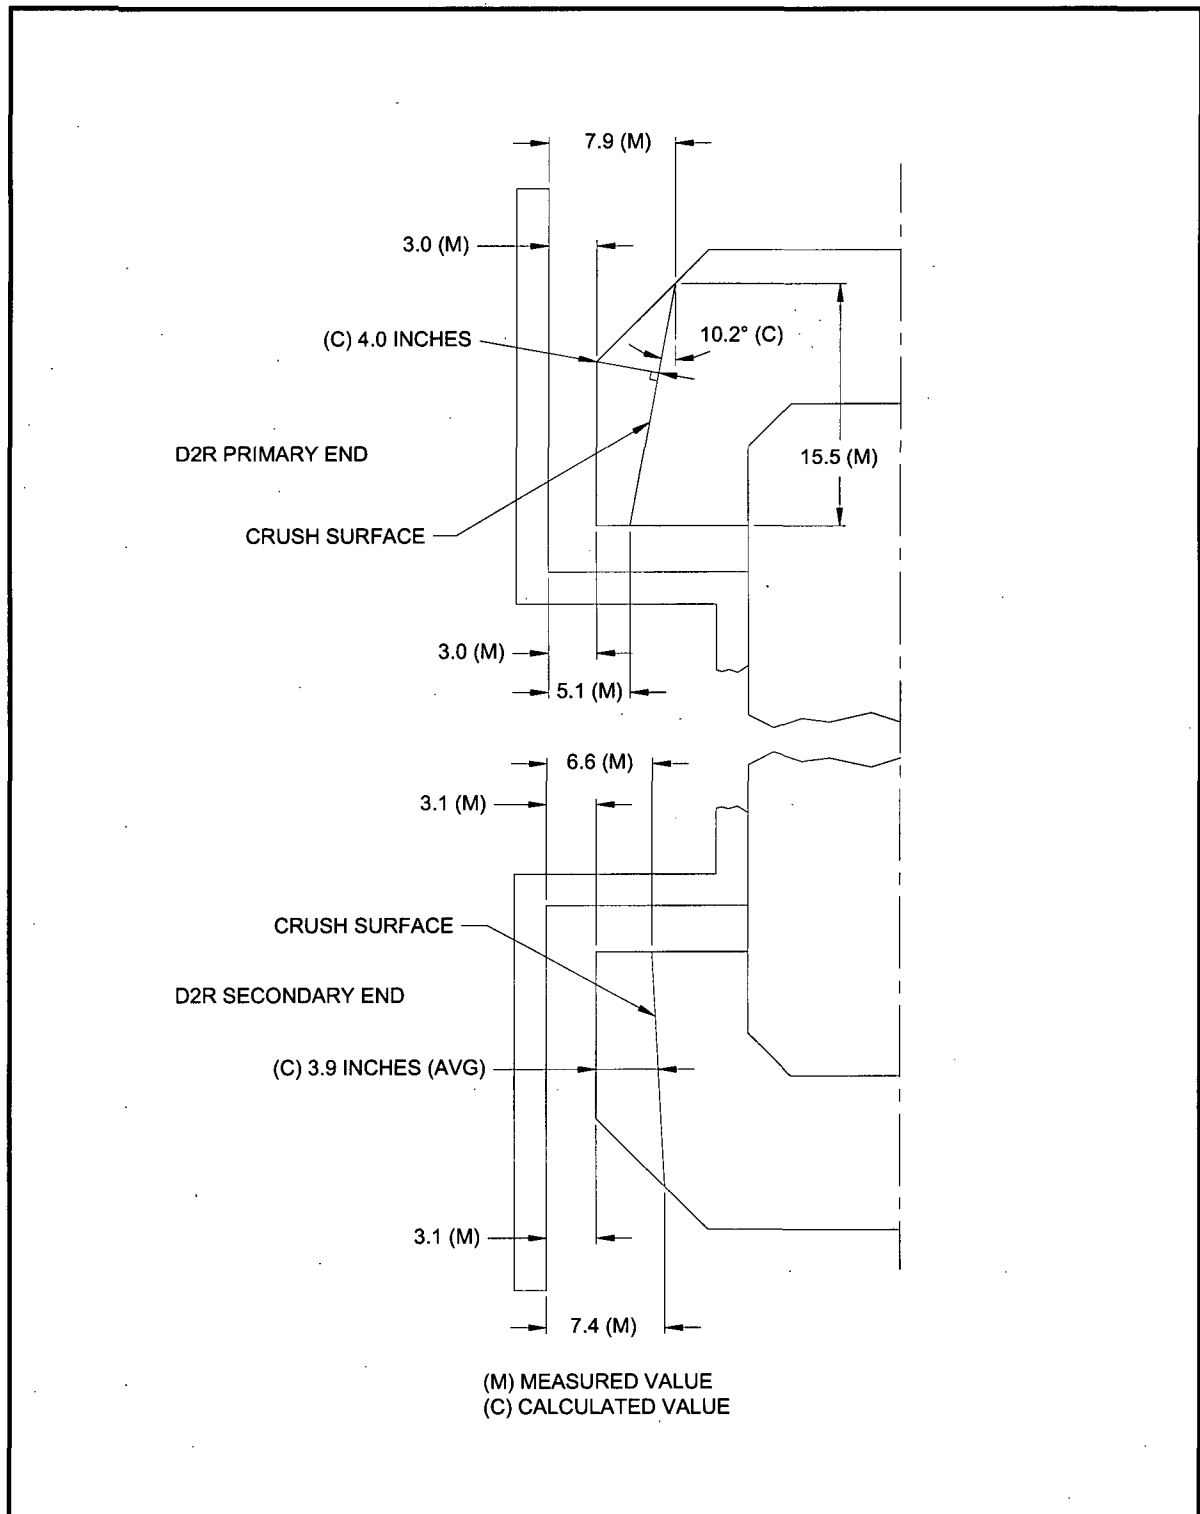 7.9 (M)
3.0 (M)
(C) 4.0 INCHES
10.2° (C)
D2R PRIMARY END
15.5 (M)
CRUSH SURFACE
3.0 (M)
5.1 (M)
6.6 (M)
3.1 (M)
CRUSH SURFACE
D2R SECONDARY END
(C) 3.9 INCHES (AVG)
3.1 (M)
7.4 (M)
(M) MEASURED VALUE
(C) CALCULATED VALUE